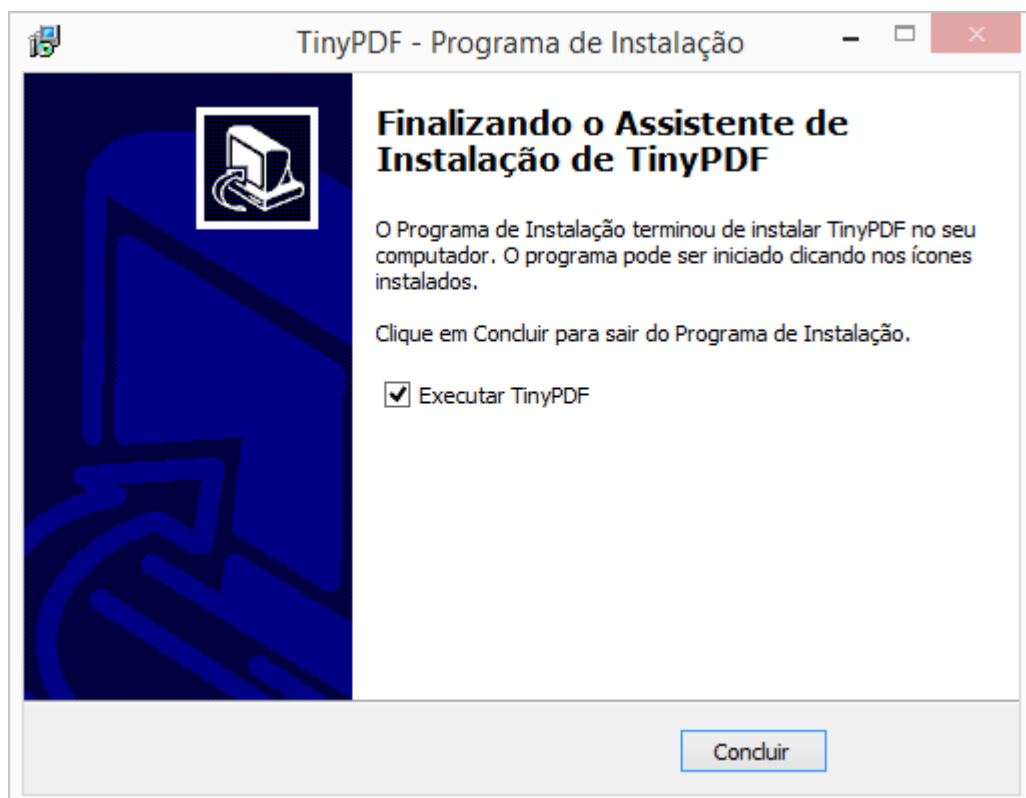 TinyPDF - Programa de Instalação
Finalizando o Assistente de
Instalação de TinyPDF
O Programa de Instalação terminou de instalar TinyPDF no seu
computador. O programa pode ser iniciado clicando nos ícones
instalados.
Clique em Concluir para sair do Programa de Instalação.
Executar TinyPDF
Concluir